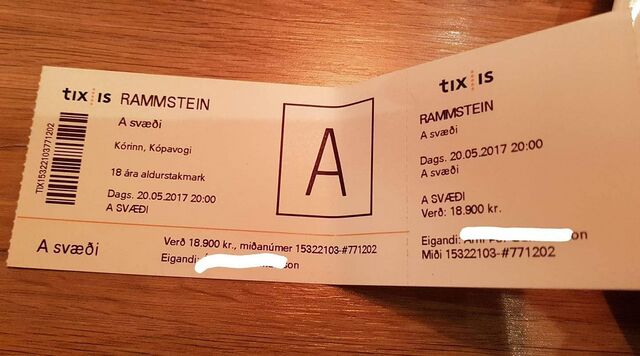 TIX15322103771202
tix is RAMMSTEIN
A svæði
Kórinn, Kópavogi
18 ára aldurstakmark
Dags. 20.05.2017 20:00
A SVÆÐI
A
A svæði
Verð 18.900 kr., miðanúmer 15322103-#771202
Eigandi: son
tix is
RAMMSTEIN
A svæði
Dags. 20.05.2017 20:00
A svæði
A SVÆÐI
Verð: 18.900 kr.
Eigandi: on
Miði 15322103-#771202